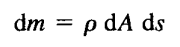 dm = ρ dA ds